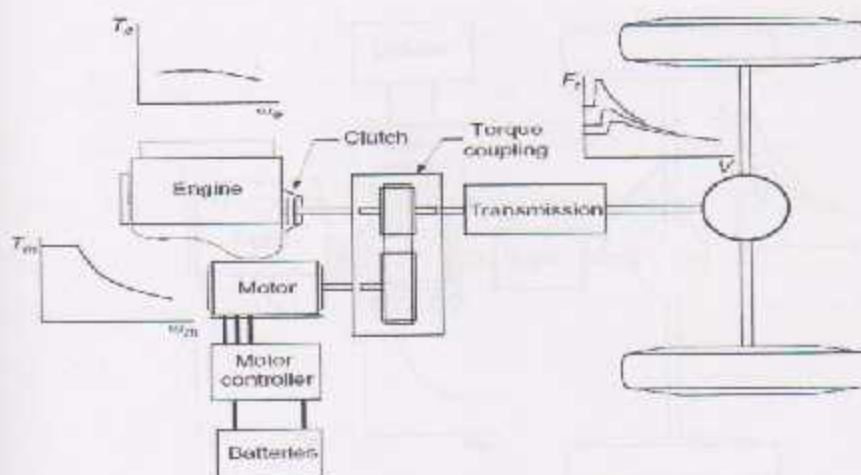 Tₑ
ωₑ
Clutch
Torque
coupling
Fₜ
V
Engine
Transmission
Tₘ
ωₘ
Motor
Motor
controller
Batteries